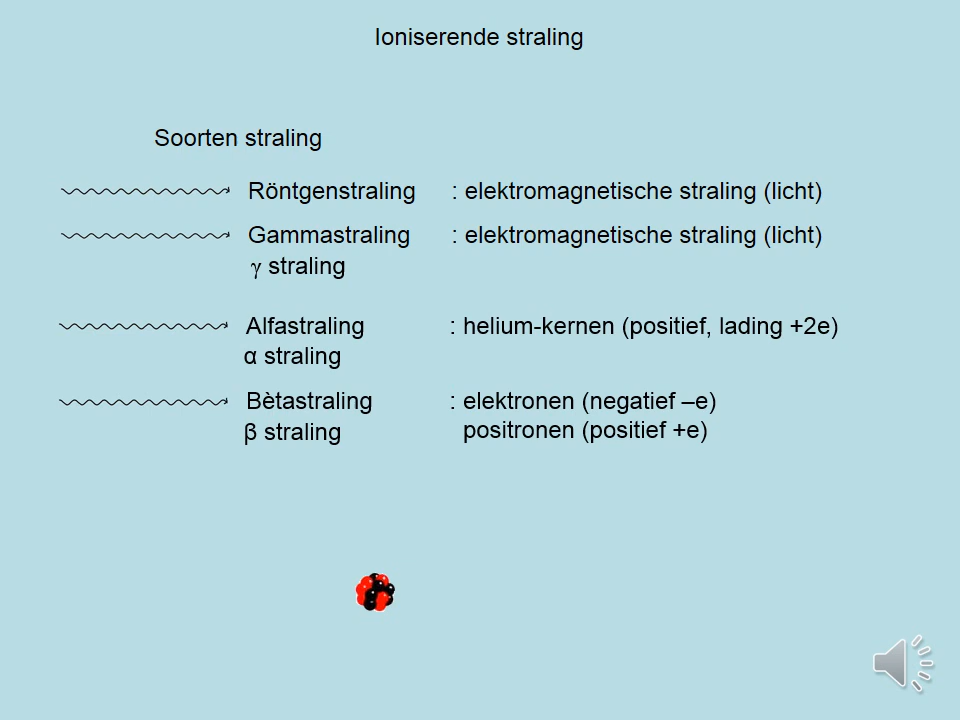 Ioniserende straling
Soorten straling
Röntgenstraling : elektromagnetische straling (licht)
Gammastraling : elektromagnetische straling (licht)
γ straling
Alfastraling : helium-kernen (positief, lading +2e)
α straling
Bètastraling : elektronen (negatief –e)
β straling positronen (positief +e)